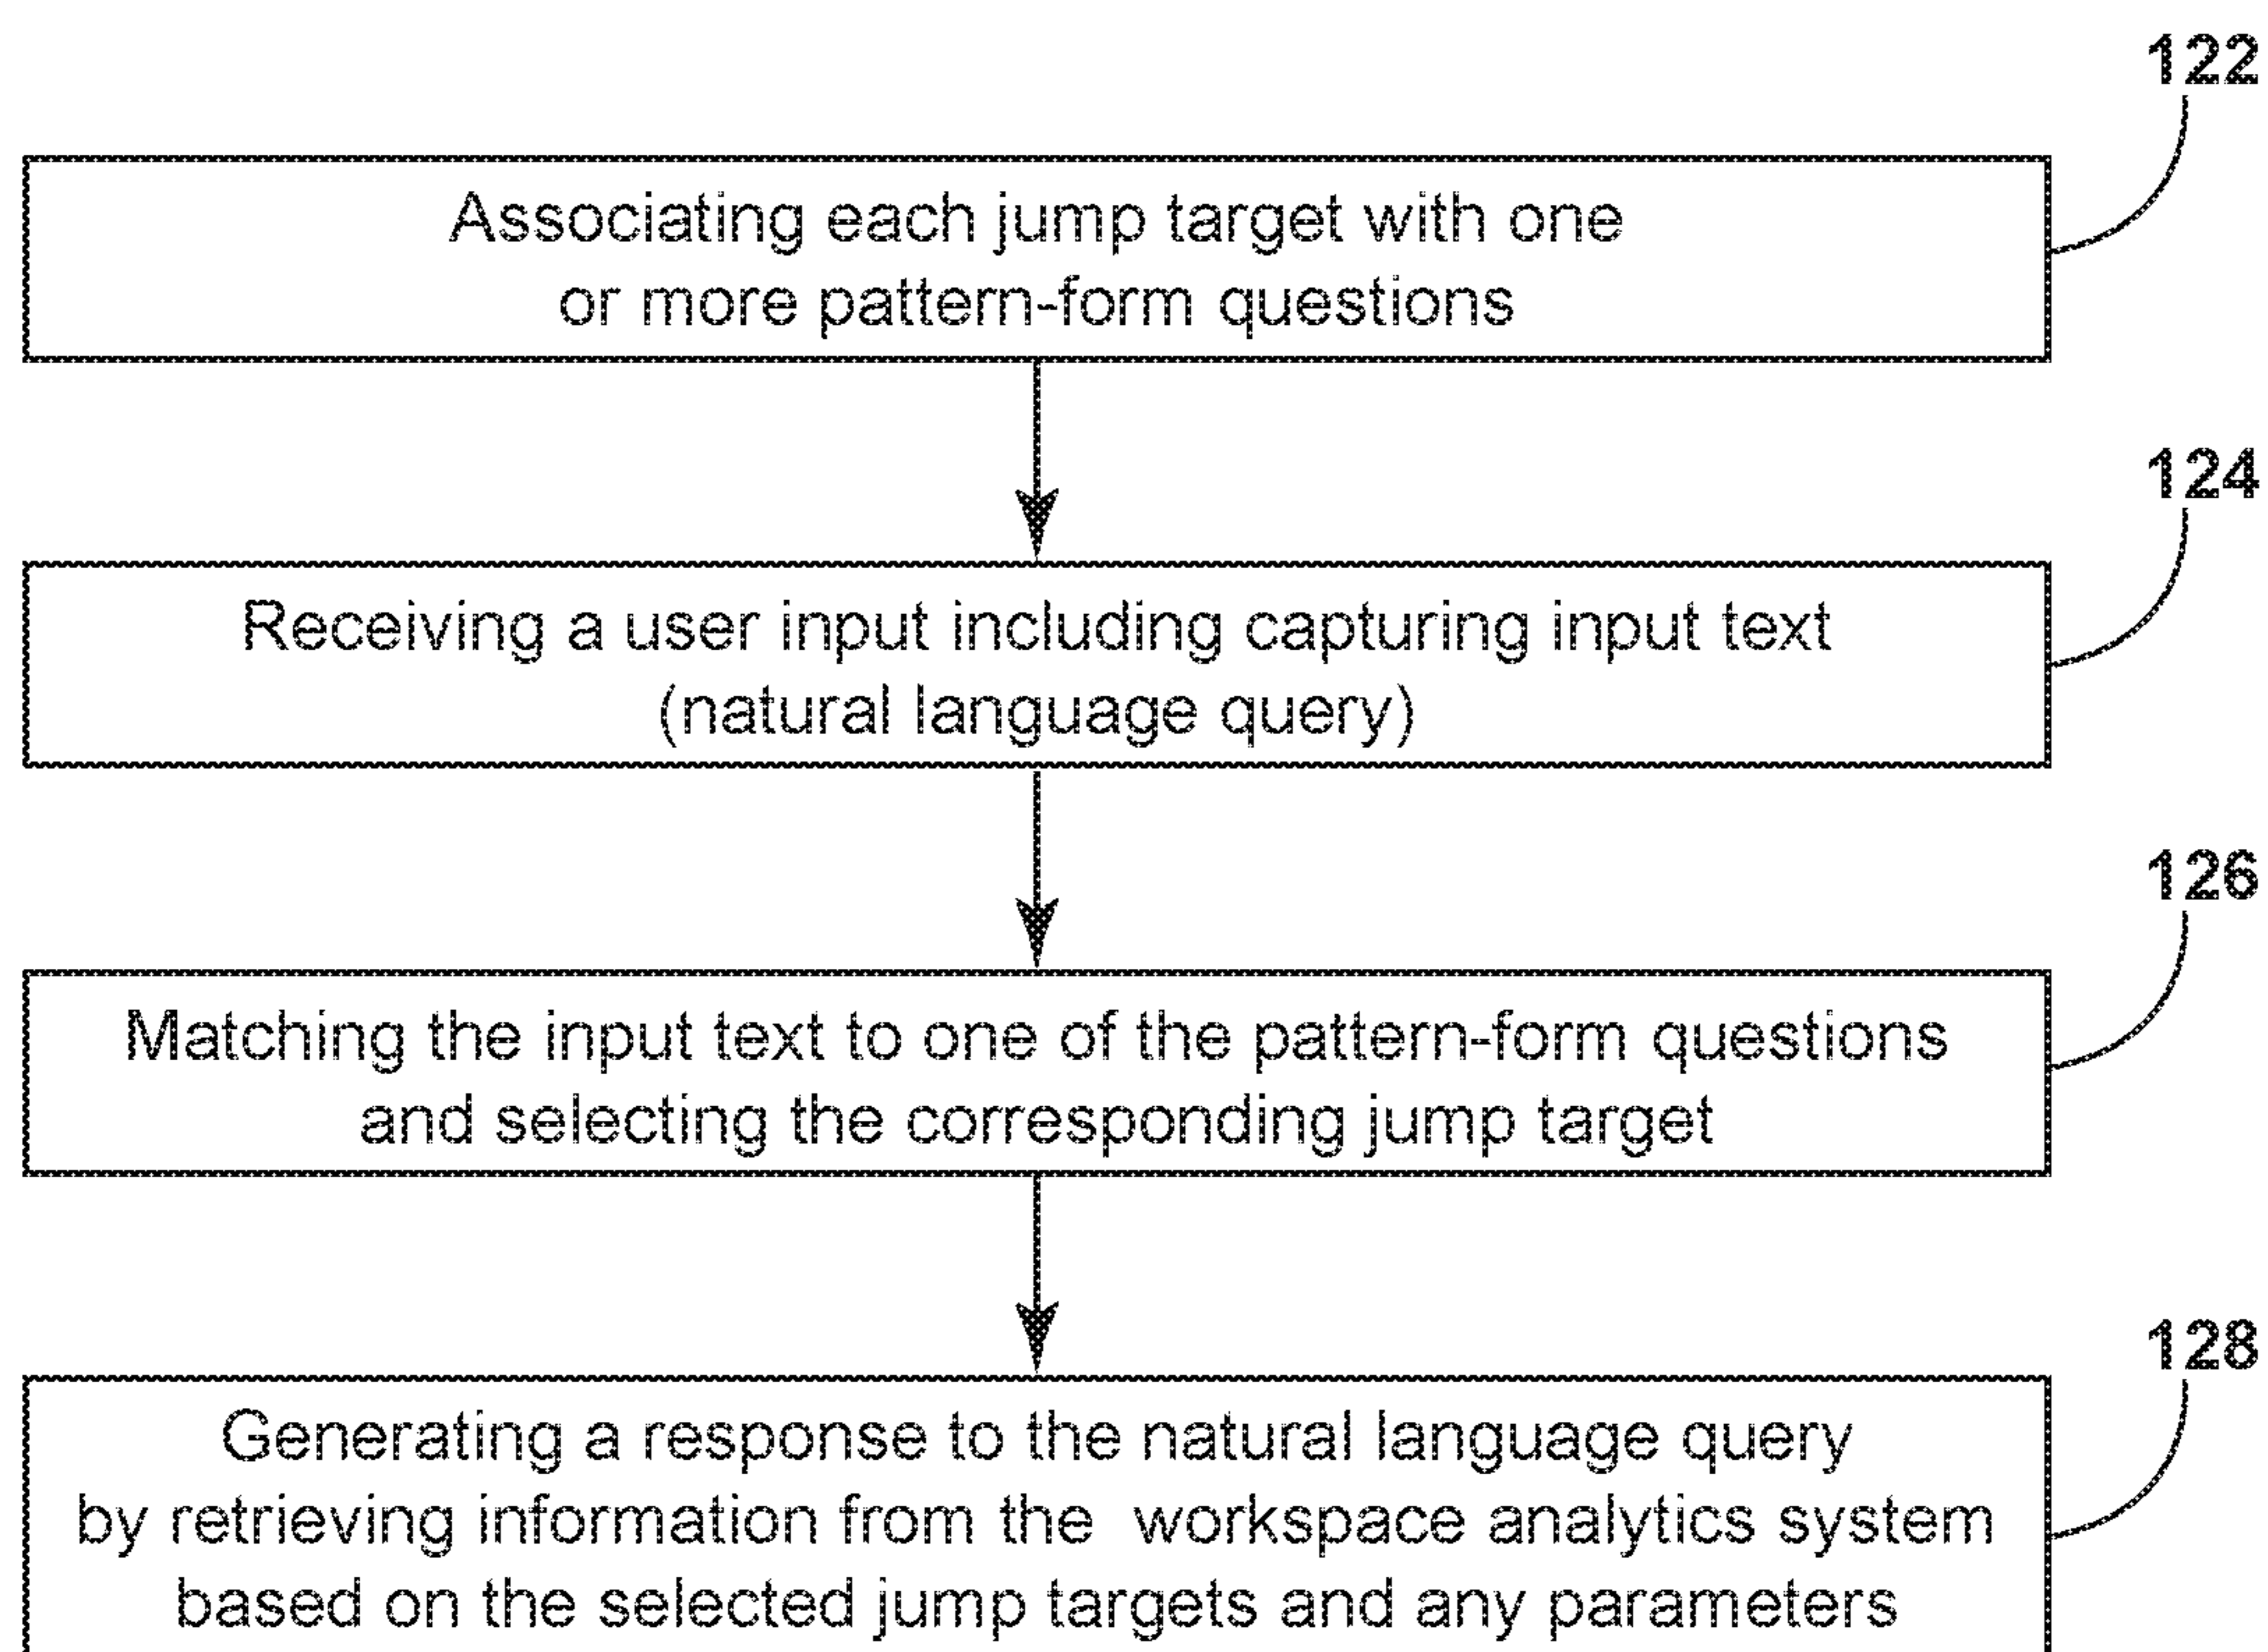 122
Associating each jump target with one
or more pattern-form questions
124
Receiving a user input including capturing input text
(natural language query)
126
Matching the input text to one of the pattern-form questions
and selecting the corresponding jump target
128
Generating a response to the natural language query
by retrieving information from the workspace analytics system
based on the selected jump targets and any parameters